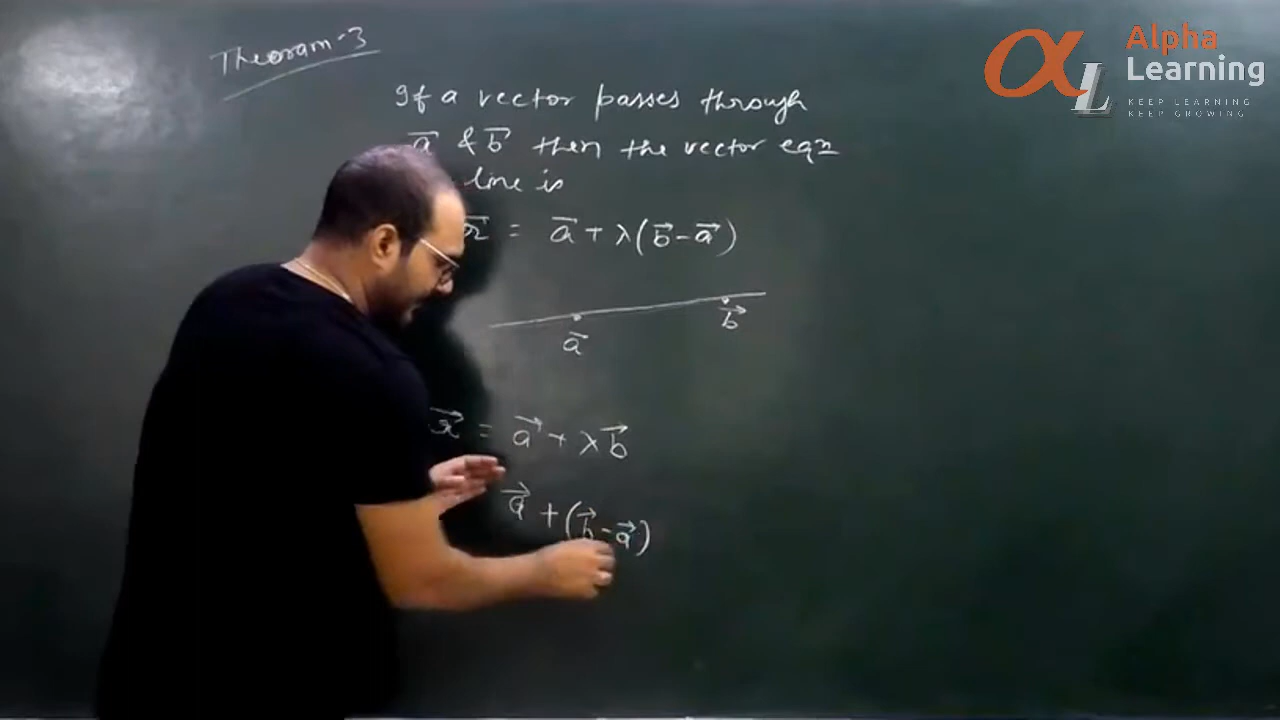 Theoram-3
If a vector passes through
a⃗ & b⃗ then the vector eqn
line is
r⃗ = a⃗ + λ(b⃗ - a⃗)
a⃗ b⃗
r⃗ = a⃗ + λb⃗
a⃗ + (b⃗ - a⃗)
Alpha
Learning
KEEP LEARNING
KEEP GROWING
αL